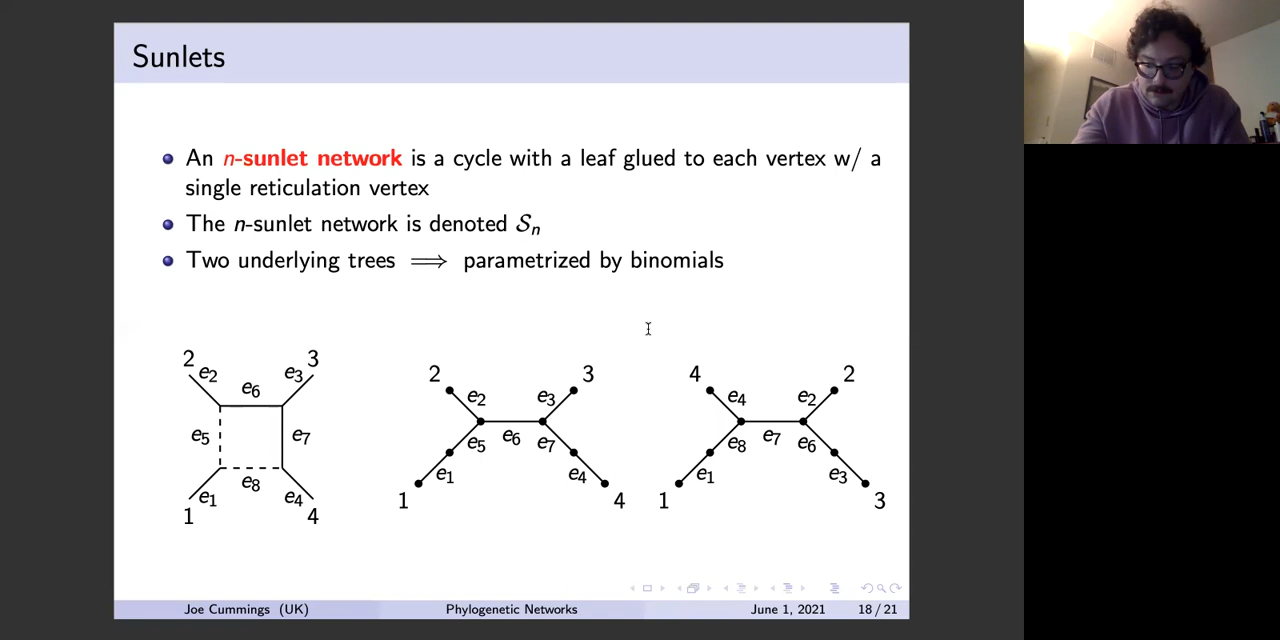 Sunlets
An n-sunlet network is a cycle with a leaf glued to each vertex w/ a
single reticulation vertex
The n-sunlet network is denoted 𝒮ₙ
Two underlying trees ⟹ parametrized by binomials
2 e₂ e₆ e₃ 3
e₅ e₇
1 e₁ e₈ e₄ 4
2 e₂ e₃ 3
e₅ e₆ e₇
1 e₁ e₄ 4
4 e₄ e₂ 2
e₈ e₇ e₆
1 e₁ e₃ 3
Joe Cummings (UK) Phylogenetic Networks June 1, 2021 18 / 21